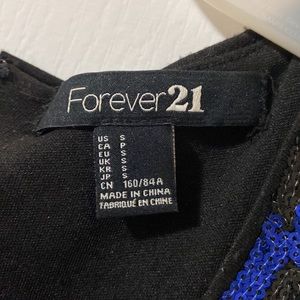 Forever21
US S
CA P
EU S
UK S
KR S
JP S
CN 160/84A
MADE IN CHINA
FABRIQUÉ EN CHINE